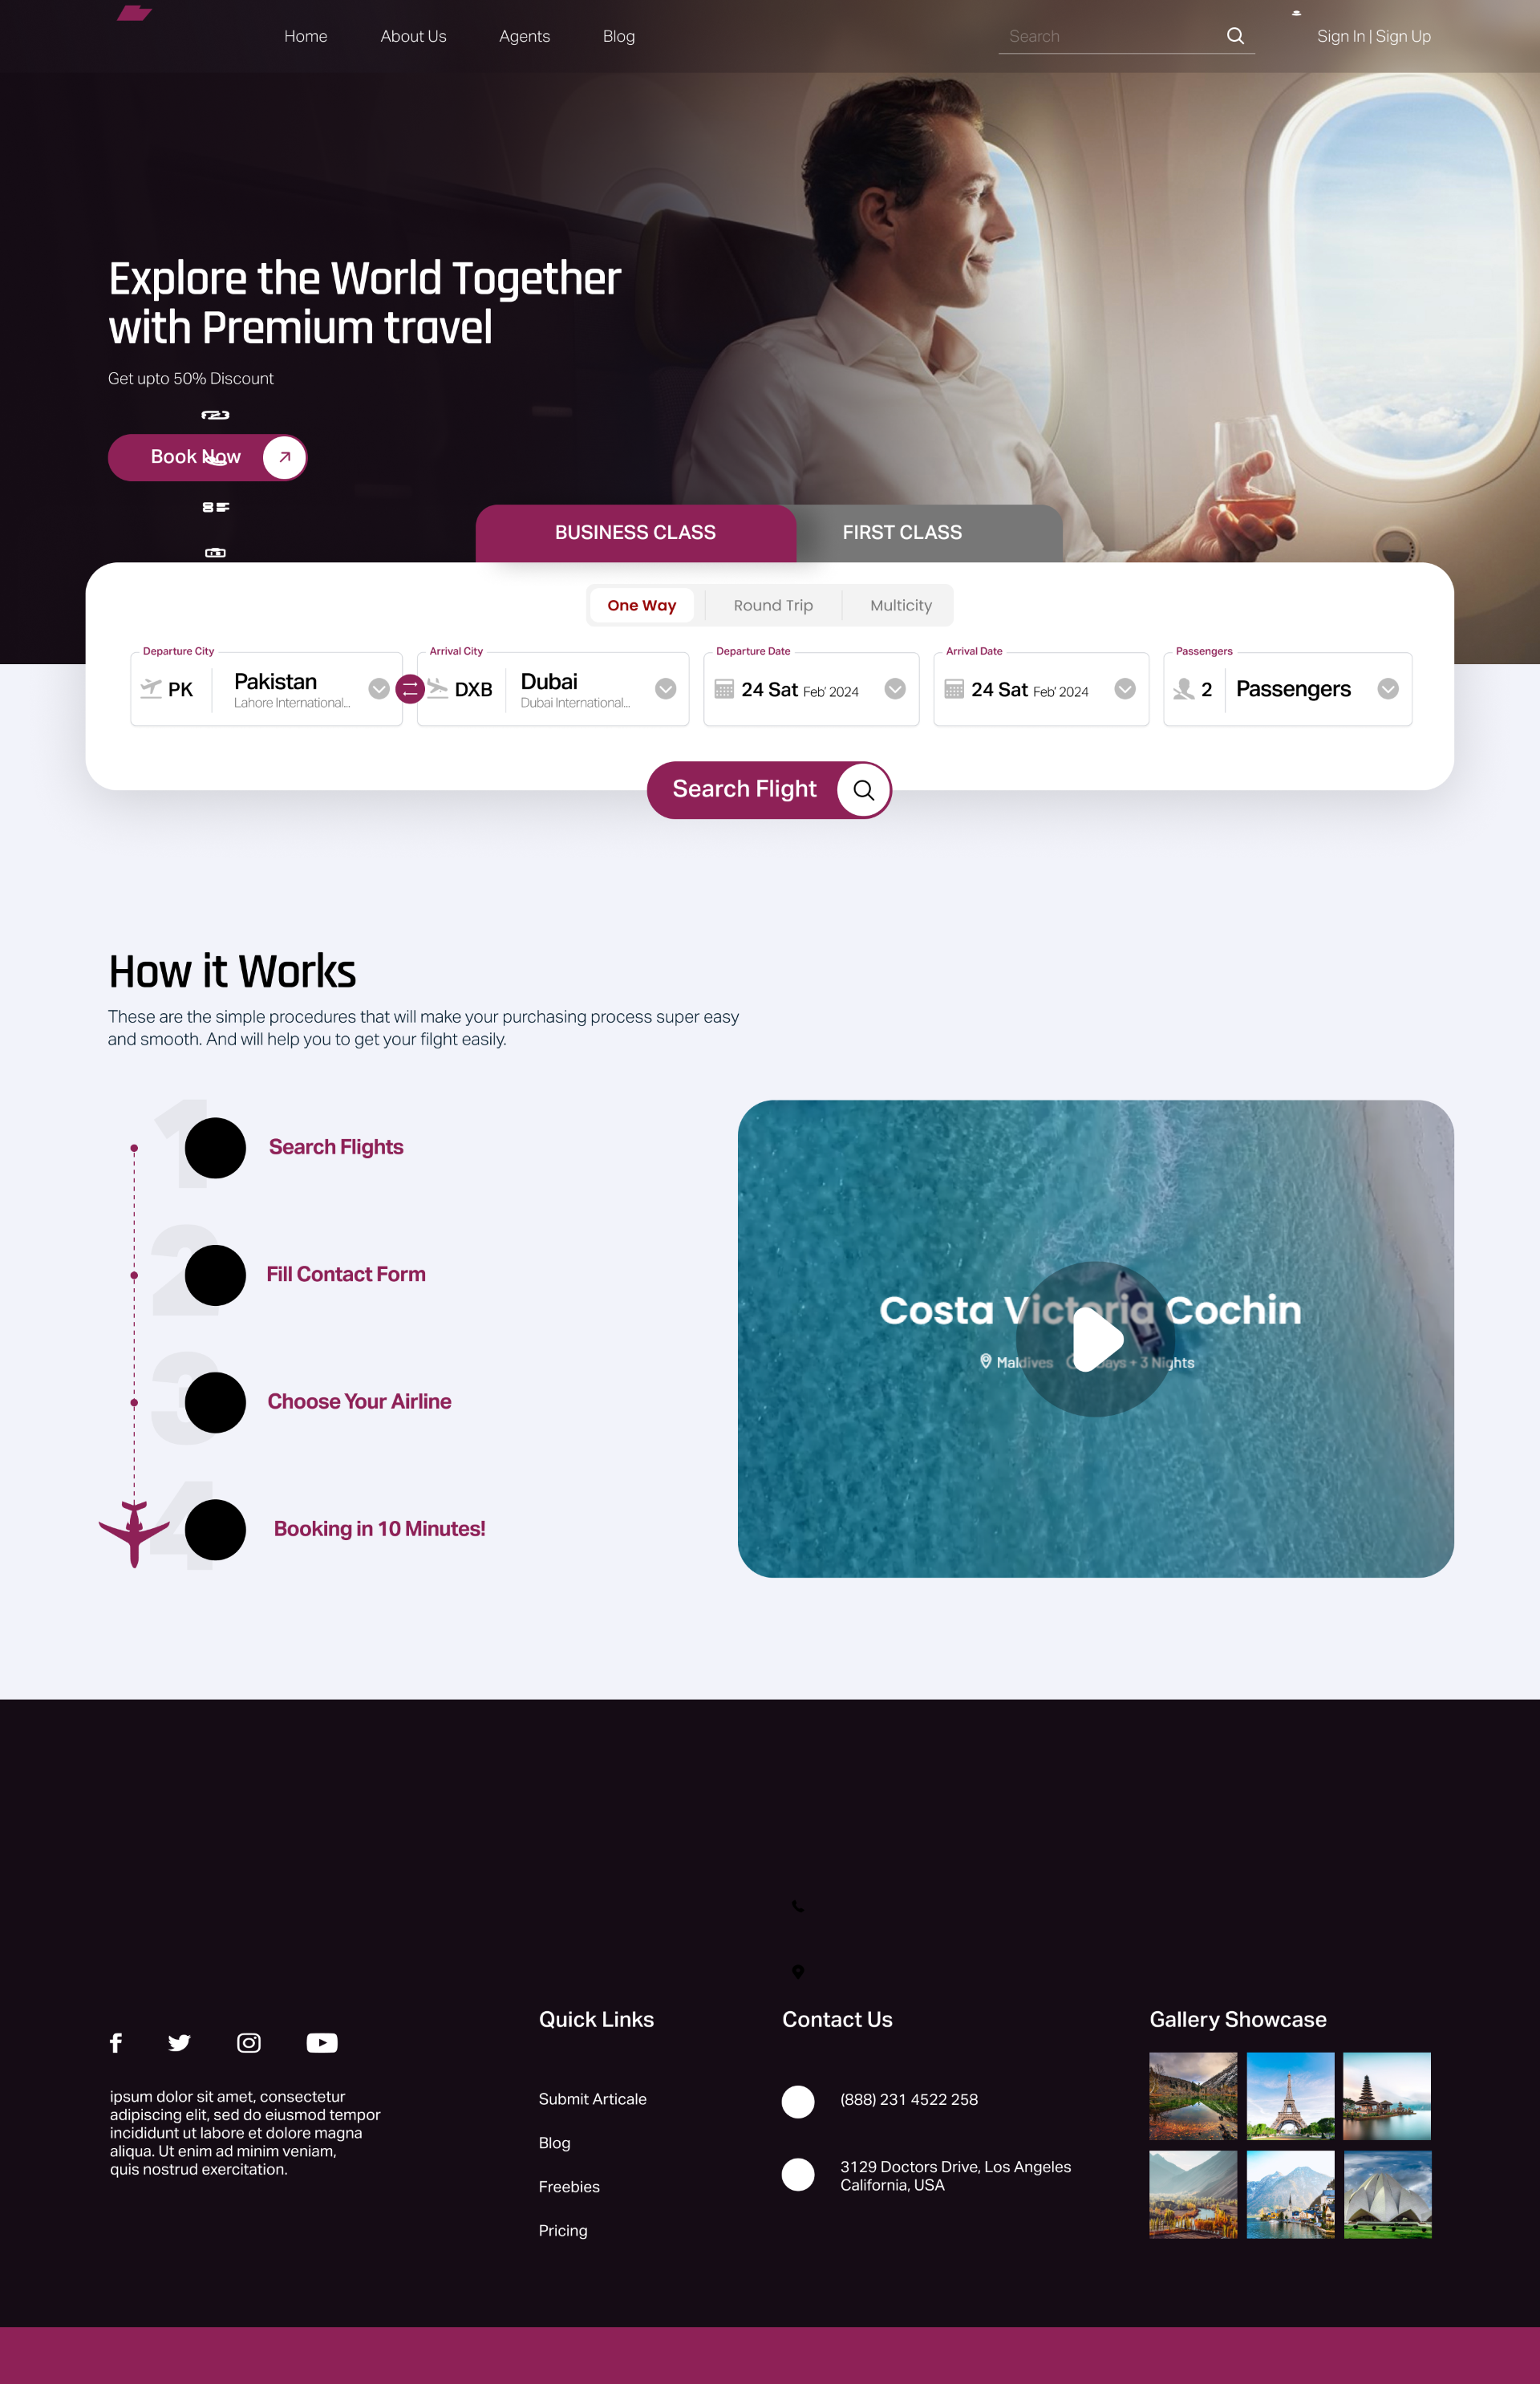 Home
About Us
Agents
Blog
Search
Sign In | Sign Up
Explore the World Together
with Premium travel
Get upto 50% Discount
Book Now
BUSINESS CLASS
FIRST CLASS
One Way
Round Trip
Multicity
Departure City
PK
Pakistan
Lahore International...
Arrival City
DXB
Dubai
Dubai International...
Departure Date
24 Sat Feb' 2024
Arrival Date
24 Sat Feb' 2024
Passengers
2
Passengers
Search Flight
How it Works
These are the simple procedures that will make your purchasing process super easy
and smooth. And will help you to get your filght easily.
1
Search Flights
2
Fill Contact Form
3
Choose Your Airline
4
Booking in 10 Minutes!
Costa Victoria Cochin
Maldives
Days + 3 Nights
ipsum dolor sit amet, consectetur
adipiscing elit, sed do eiusmod tempor
incididunt ut labore et dolore magna
aliqua. Ut enim ad minim veniam,
quis nostrud exercitation.
Quick Links
Submit Articale
Blog
Freebies
Pricing
Contact Us
(888) 231 4522 258
3129 Doctors Drive, Los Angeles
California, USA
Gallery Showcase